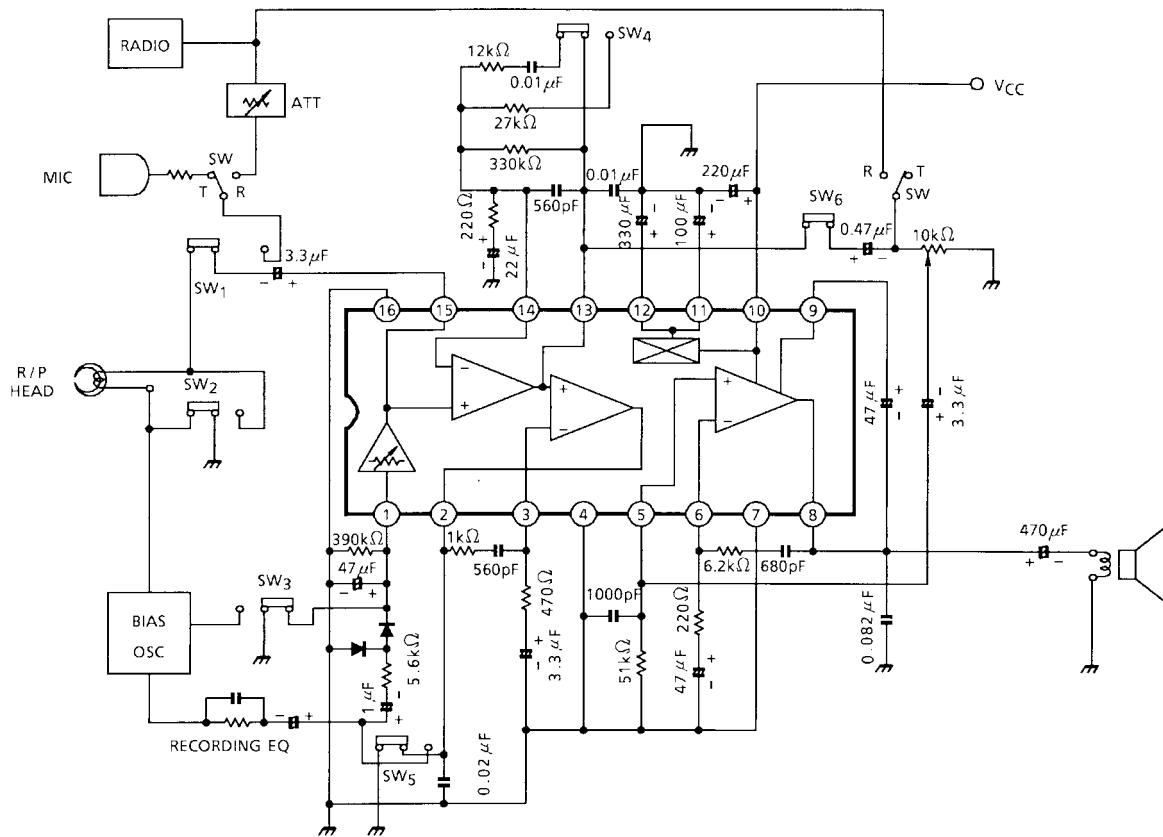 RADIO
ATT
MIC
SW
T
R
SW1
3.3μF
-
+
R/P
HEAD
SW2
12kΩ
0.01μF
SW4
27kΩ
330kΩ
560pF
220Ω
22μF
-
+
0.01μF
330μF
-
+
100μF
-
+
220μF
-
+
VCC
R
T
SW
SW6
0.47μF
+
-
10kΩ
16
15
14
13
12
11
10
9
-
+
+
-
+
-
47μF
+
-
3.3μF
-
+
1
2
3
4
5
6
7
8
390kΩ
47μF
-
+
5.6kΩ
1μF
-
+
1kΩ
560pF
470Ω
3.3μF
+
-
1000pF
51kΩ
6.2kΩ
680pF
220Ω
47μF
+
-
0.082μF
470μF
+
-
SW3
BIAS
OSC
RECORDING EQ
-
+
SW5
0.02μF